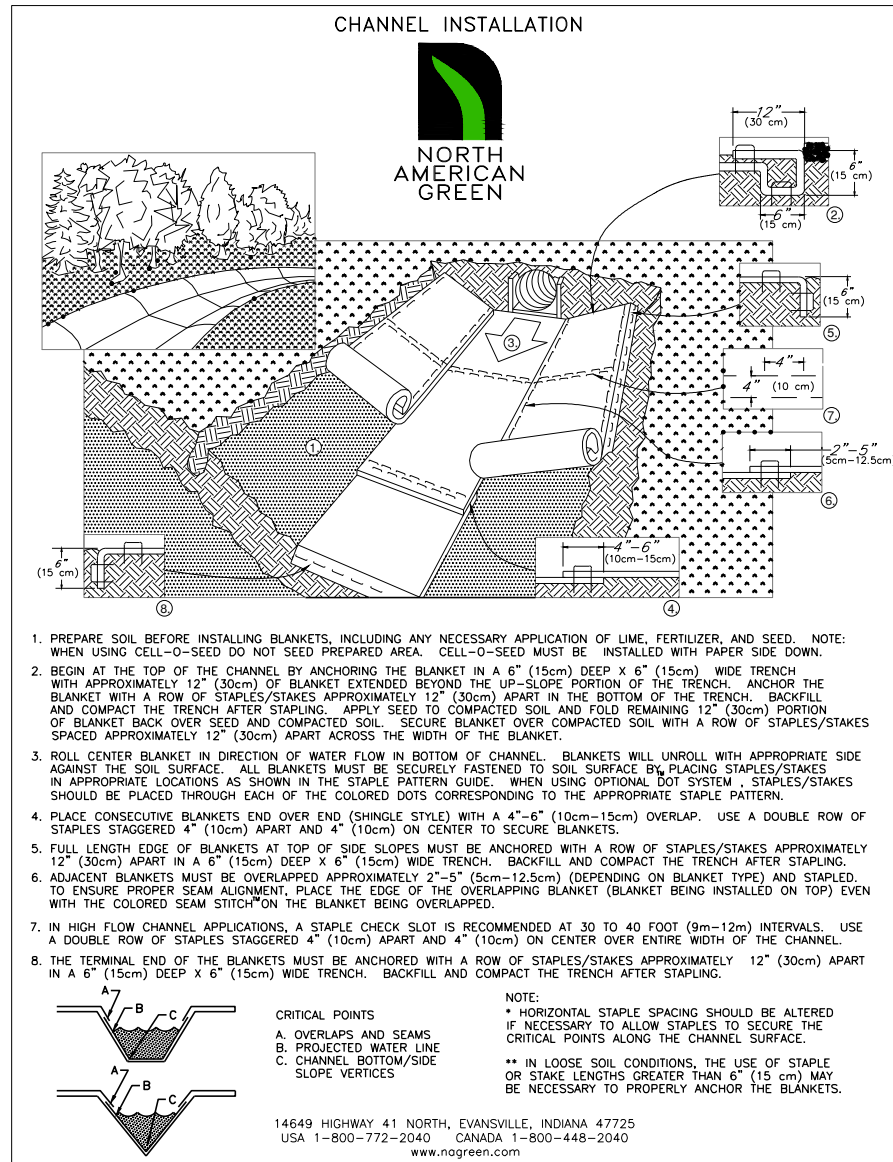 CHANNEL INSTALLATION
NORTH
AMERICAN
GREEN
12"
(30 cm)
6"
(15 cm)
6"
(15 cm)
2.
6"
(15 cm)
5.
3.
4"
4"
(10 cm)
7
1.
2"-5"
(5cm-12.5cm
6.
6"
(15 cm)
8.
4"-6"
(10cm-15cm)
4.
1. PREPARE SOIL BEFORE INSTALLING BLANKETS, INCLUDING ANY NECESSARY APPLICATION OF LIME, FERTILIZER, AND SEED. NOTE:
WHEN USING CELL-O-SEED DO NOT SEED PREPARED AREA. CELL-O-SEED MUST BE INSTALLED WITH PAPER SIDE DOWN.
2. BEGIN AT THE TOP OF THE CHANNEL BY ANCHORING THE BLANKET IN A 6" (15cm) DEEP X 6" (15cm) WIDE TRENCH
WITH APPROXIMATELY 12" (30cm) OF BLANKET EXTENDED BEYOND THE UP-SLOPE PORTION OF THE TRENCH. ANCHOR THE
BLANKET WITH A ROW OF STAPLES/STAKES APPROXIMATELY 12" (30cm) APART IN THE BOTTOM OF THE TRENCH. BACKFILL
AND COMPACT THE TRENCH AFTER STAPLING. APPLY SEED TO COMPACTED SOIL AND FOLD REMAINING 12" (30cm) PORTION
OF BLANKET BACK OVER SEED AND COMPACTED SOIL. SECURE BLANKET OVER COMPACTED SOIL WITH A ROW OF STAPLES/STAKES
SPACED APPROXIMATELY 12" (30cm) APART ACROSS THE WIDTH OF THE BLANKET.
3. ROLL CENTER BLANKET IN DIRECTION OF WATER FLOW IN BOTTOM OF CHANNEL. BLANKETS WILL UNROLL WITH APPROPRIATE SIDE
AGAINST THE SOIL SURFACE. ALL BLANKETS MUST BE SECURELY FASTENED TO SOIL SURFACE BY PLACING STAPLES/STAKES
IN APPROPRIATE LOCATIONS AS SHOWN IN THE STAPLE PATTERN GUIDE. WHEN USING OPTIONAL DOT SYSTEM™, STAPLES/STAKES
SHOULD BE PLACED THROUGH EACH OF THE COLORED DOTS CORRESPONDING TO THE APPROPRIATE STAPLE PATTERN.
4. PLACE CONSECUTIVE BLANKETS END OVER END (SHINGLE STYLE) WITH A 4"-6" (10cm-15cm) OVERLAP. USE A DOUBLE ROW OF
STAPLES STAGGERED 4" (10cm) APART AND 4" (10cm) ON CENTER TO SECURE BLANKETS.
5. FULL LENGTH EDGE OF BLANKETS AT TOP OF SIDE SLOPES MUST BE ANCHORED WITH A ROW OF STAPLES/STAKES APPROXIMATELY
12" (30cm) APART IN A 6" (15cm) DEEP X 6" (15cm) WIDE TRENCH. BACKFILL AND COMPACT THE TRENCH AFTER STAPLING.
6. ADJACENT BLANKETS MUST BE OVERLAPPED APPROXIMATELY 2"-5" (5cm-12.5cm) (DEPENDING ON BLANKET TYPE) AND STAPLED.
TO ENSURE PROPER SEAM ALIGNMENT, PLACE THE EDGE OF THE OVERLAPPING BLANKET (BLANKET BEING INSTALLED ON TOP) EVEN
WITH THE COLORED SEAM STITCH™ ON THE BLANKET BEING OVERLAPPED.
7. IN HIGH FLOW CHANNEL APPLICATIONS, A STAPLE CHECK SLOT IS RECOMMENDED AT 30 TO 40 FOOT (9m-12m) INTERVALS. USE
A DOUBLE ROW OF STAPLES STAGGERED 4" (10cm) APART AND 4" (10cm) ON CENTER OVER ENTIRE WIDTH OF THE CHANNEL.
8. THE TERMINAL END OF THE BLANKETS MUST BE ANCHORED WITH A ROW OF STAPLES/STAKES APPROXIMATELY 12" (30cm) APART
IN A 6" (15cm) DEEP X 6" (15cm) WIDE TRENCH. BACKFILL AND COMPACT THE TRENCH AFTER STAPLING.
A
B
C
A
B
C
CRITICAL POINTS
A. OVERLAPS AND SEAMS
B. PROJECTED WATER LINE
C. CHANNEL BOTTOM/SIDE
SLOPE VERTICES
NOTE:
* HORIZONTAL STAPLE SPACING SHOULD BE ALTERED
IF NECESSARY TO ALLOW STAPLES TO SECURE THE
CRITICAL POINTS ALONG THE CHANNEL SURFACE.
** IN LOOSE SOIL CONDITIONS, THE USE OF STAPLE
OR STAKE LENGTHS GREATER THAN 6" (15 cm) MAY
BE NECESSARY TO PROPERLY ANCHOR THE BLANKETS.
14649 HIGHWAY 41 NORTH, EVANSVILLE, INDIANA 47725
USA 1-800-772-2040 CANADA 1-800-448-2040
www.nagreen.com